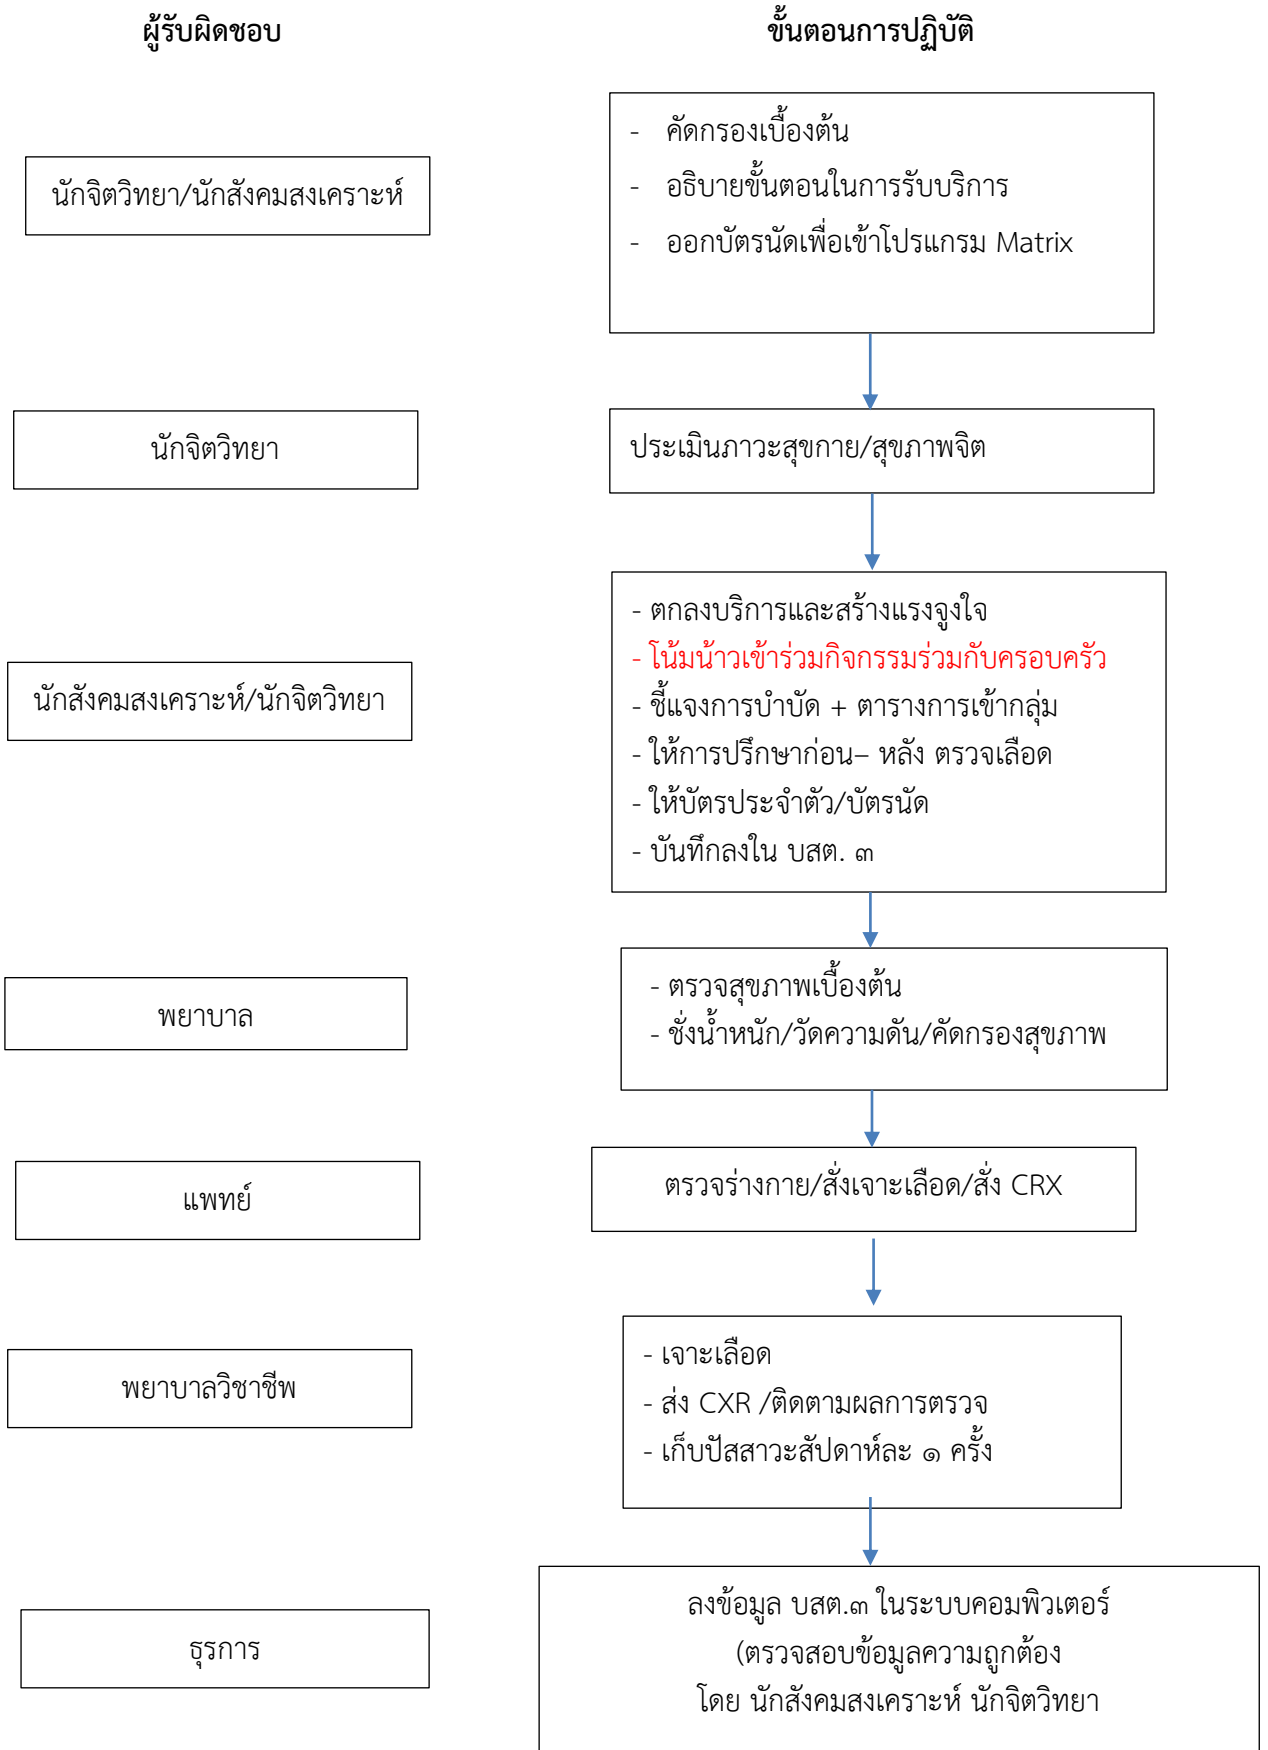 ผู้รับผิดชอบ
ขั้นตอนการปฏิบัติ
นักจิตวิทยา/นักสังคมสงเคราะห์
- คัดกรองเบื้องต้น
- อธิบายขั้นตอนในการรับบริการ
- ออกบัตรนัดเพื่อเข้าโปรแกรม Matrix
นักจิตวิทยา
ประเมินภาวะสุขกาย/สุขภาพจิต
นักสังคมสงเคราะห์/นักจิตวิทยา
- ตกลงบริการและสร้างแรงจูงใจ
- โน้มน้าวเข้าร่วมกิจกรรมร่วมกับครอบครัว
- ชี้แจงการบำบัด + ตารางการเข้ากลุ่ม
- ให้การปรึกษาก่อน– หลัง ตรวจเลือด
- ให้บัตรประจำตัว/บัตรนัด
- บันทึกลงใน บสต. ๓
พยาบาล
- ตรวจสุขภาพเบื้องต้น
- ชั่งน้ำหนัก/วัดความดัน/คัดกรองสุขภาพ
แพทย์
ตรวจร่างกาย/สั่งเจาะเลือด/สั่ง CRX
พยาบาลวิชาชีพ
- เจาะเลือด
- ส่ง CXR /ติดตามผลการตรวจ
- เก็บปัสสาวะสัปดาห์ละ ๑ ครั้ง
ธุรการ
ลงข้อมูล บสต.๓ ในระบบคอมพิวเตอร์
(ตรวจสอบข้อมูลความถูกต้อง
โดย นักสังคมสงเคราะห์ นักจิตวิทยา